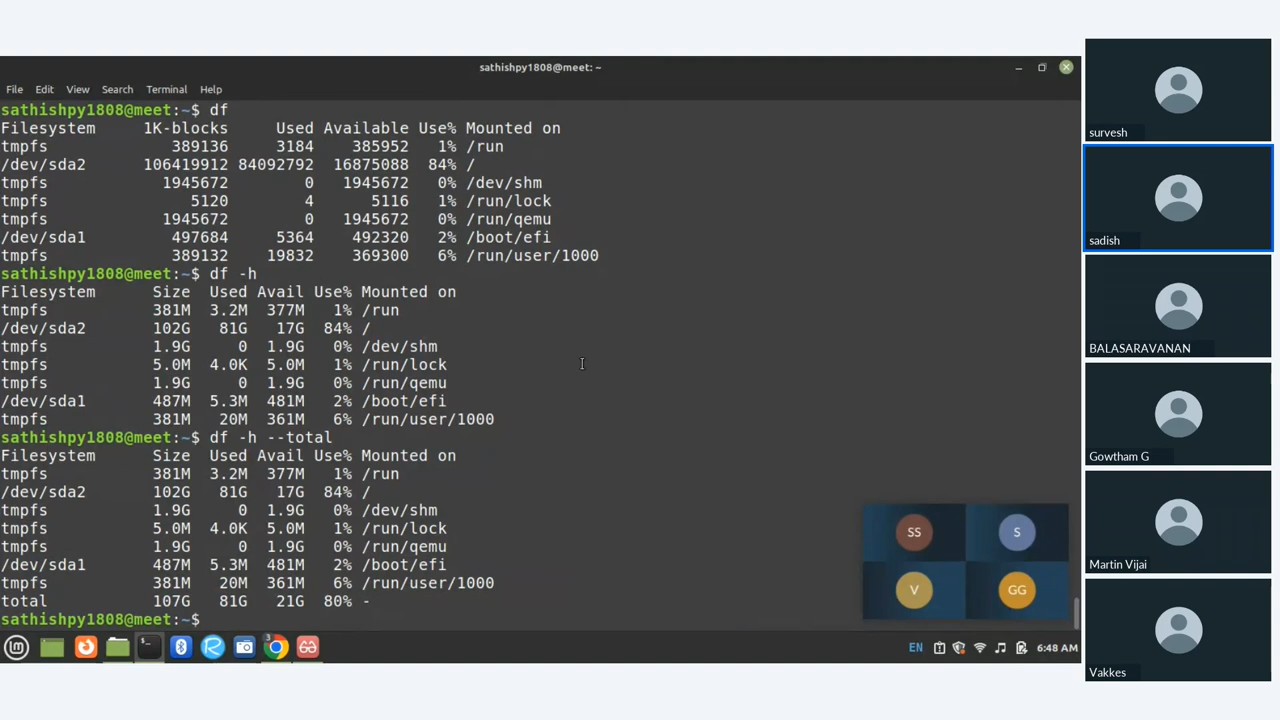 sathishpy1808@meet: ~
File Edit View Search Terminal Help
sathishpy1808@meet:~$ df
Filesystem 1K-blocks Used Available Use% Mounted on
tmpfs 389136 3184 385952 1% /run
/dev/sda2 106419912 84092792 16875088 84% /
tmpfs 1945672 0 1945672 0% /dev/shm
tmpfs 5120 4 5116 1% /run/lock
tmpfs 1945672 0 1945672 0% /run/qemu
/dev/sda1 497684 5364 492320 2% /boot/efi
tmpfs 389132 19832 369300 6% /run/user/1000
sathishpy1808@meet:~$ df -h
Filesystem Size Used Avail Use% Mounted on
tmpfs 381M 3.2M 377M 1% /run
/dev/sda2 102G 81G 17G 84% /
tmpfs 1.9G 0 1.9G 0% /dev/shm
tmpfs 5.0M 4.0K 5.0M 1% /run/lock
tmpfs 1.9G 0 1.9G 0% /run/qemu
/dev/sda1 487M 5.3M 481M 2% /boot/efi
tmpfs 381M 20M 361M 6% /run/user/1000
sathishpy1808@meet:~$ df -h --total
Filesystem Size Used Avail Use% Mounted on
tmpfs 381M 3.2M 377M 1% /run
/dev/sda2 102G 81G 17G 84% /
tmpfs 1.9G 0 1.9G 0% /dev/shm
tmpfs 5.0M 4.0K 5.0M 1% /run/lock
tmpfs 1.9G 0 1.9G 0% /run/qemu
/dev/sda1 487M 5.3M 481M 2% /boot/efi
tmpfs 381M 20M 361M 6% /run/user/1000
total 107G 81G 21G 80% -
sathishpy1808@meet:~$
SS S
V GG
3
EN 6:48 AM
survesh
sadish
BALASARAVANAN
Gowtham G
Martin Vijai
Vakkes